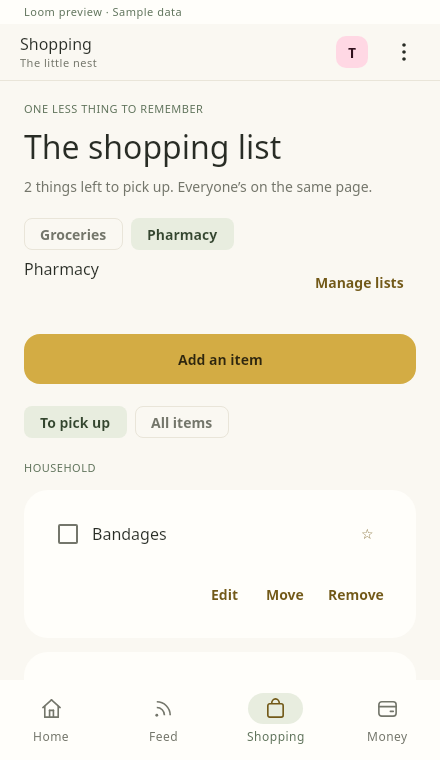 Loom preview · Sample data
Shopping
The little nest
T
ONE LESS THING TO REMEMBER
The shopping list
2 things left to pick up. Everyone’s on the same page.
Groceries
Pharmacy
Pharmacy
Manage lists
Add an item
To pick up
All items
HOUSEHOLD
Bandages
Edit
Move
Remove
Home
Feed
Shopping
Money